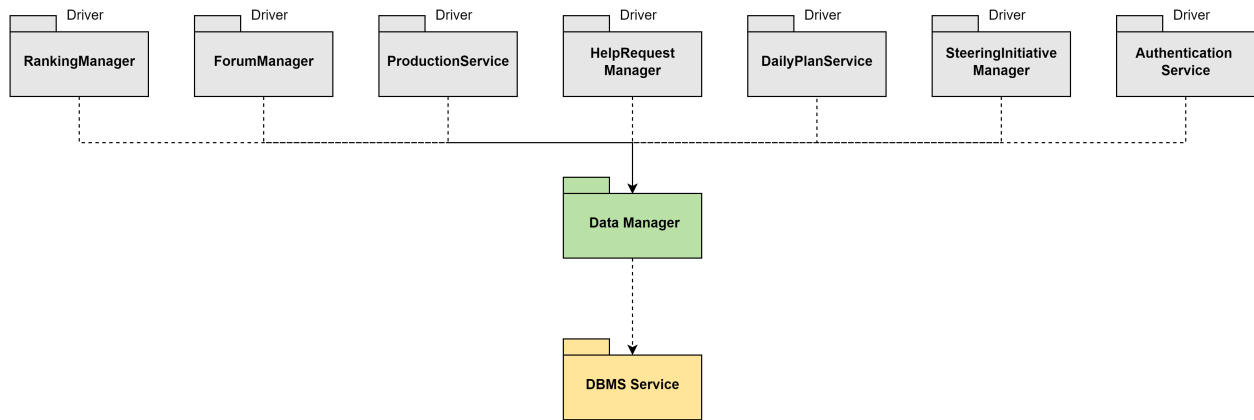 Driver
Driver
Driver
Driver
Driver
Driver
Driver
RankingManager
ForumManager
ProductionService
HelpRequest
Manager
DailyPlanService
SteeringInitiative
Manager
Authentication
Service
Data Manager
DBMS Service